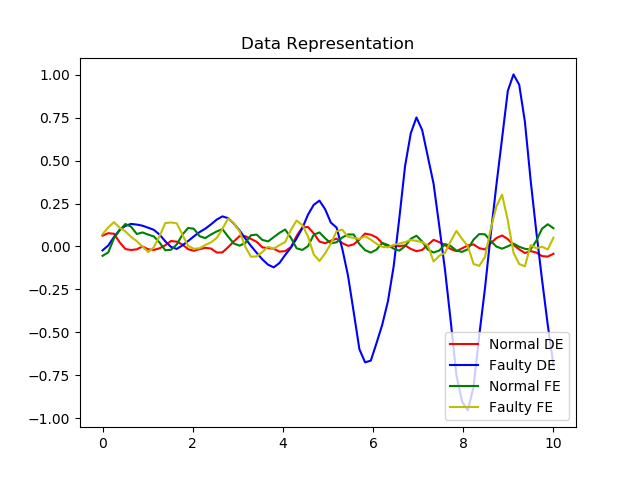 Data Representation
1.00
0.75
0.50
0.25
0.00
−0.25
−0.50
−0.75
−1.00
0 2 4 6 8 10
Normal DE
Faulty DE
Normal FE
Faulty FE